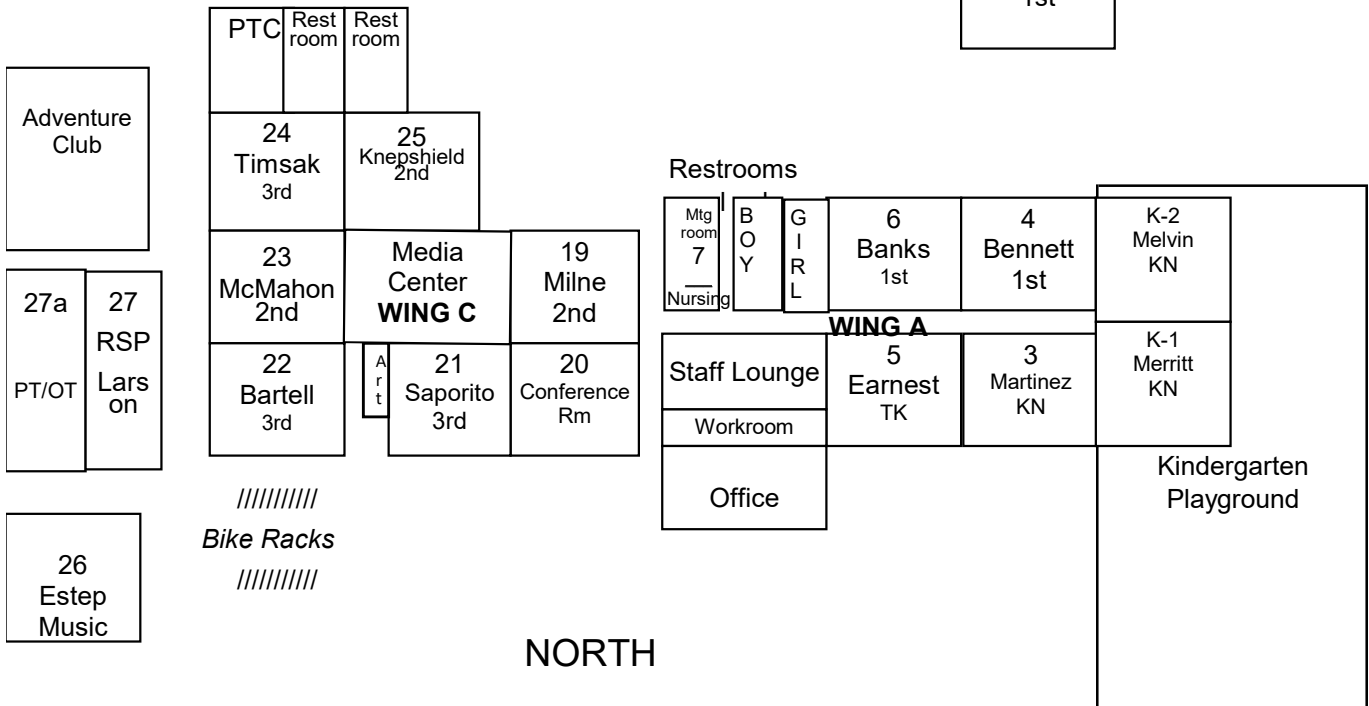 1st
PTC
Rest
room
Rest
room
Adventure
Club
24
Timsak
3rd
25
Knepshield
2nd
Restrooms
Mtg
room
7
Nursing
B
O
Y
G
I
R
L
6
Banks
1st
4
Bennett
1st
K-2
Melvin
KN
23
McMahon
2nd
Media
Center
WING C
19
Milne
2nd
27a
PT/OT
27
RSP
Lars
on
WING A
22
Bartell
3rd
A
r
t
21
Saporito
3rd
20
Conference
Rm
Staff Lounge
Workroom
Office
5
Earnest
TK
3
Martinez
KN
K-1
Merritt
KN
Kindergarten
Playground
///////////
Bike Racks
///////////
26
Estep
Music
NORTH